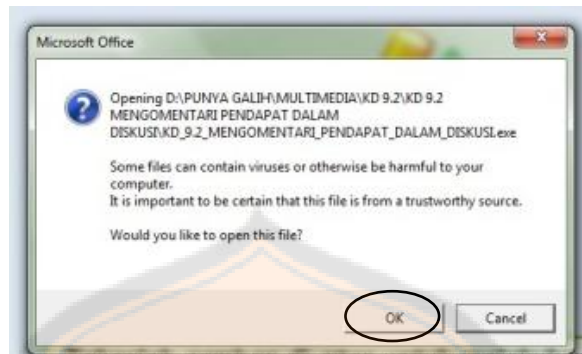 Microsoft Office
Opening D:\PUNYA GALIH\MULTIMEDIA\KD 9.2\KD 9.2
MENGOMENTARI PENDAPAT DALAM
DISKUSI\KD_9.2_MENGOMENTARI_PENDAPAT_DALAM_DISKUSI.exe
Some files can contain viruses or otherwise be harmful to your
computer.
It is important to be certain that this file is from a trustworthy source.
Would you like to open this file?
OK
Cancel